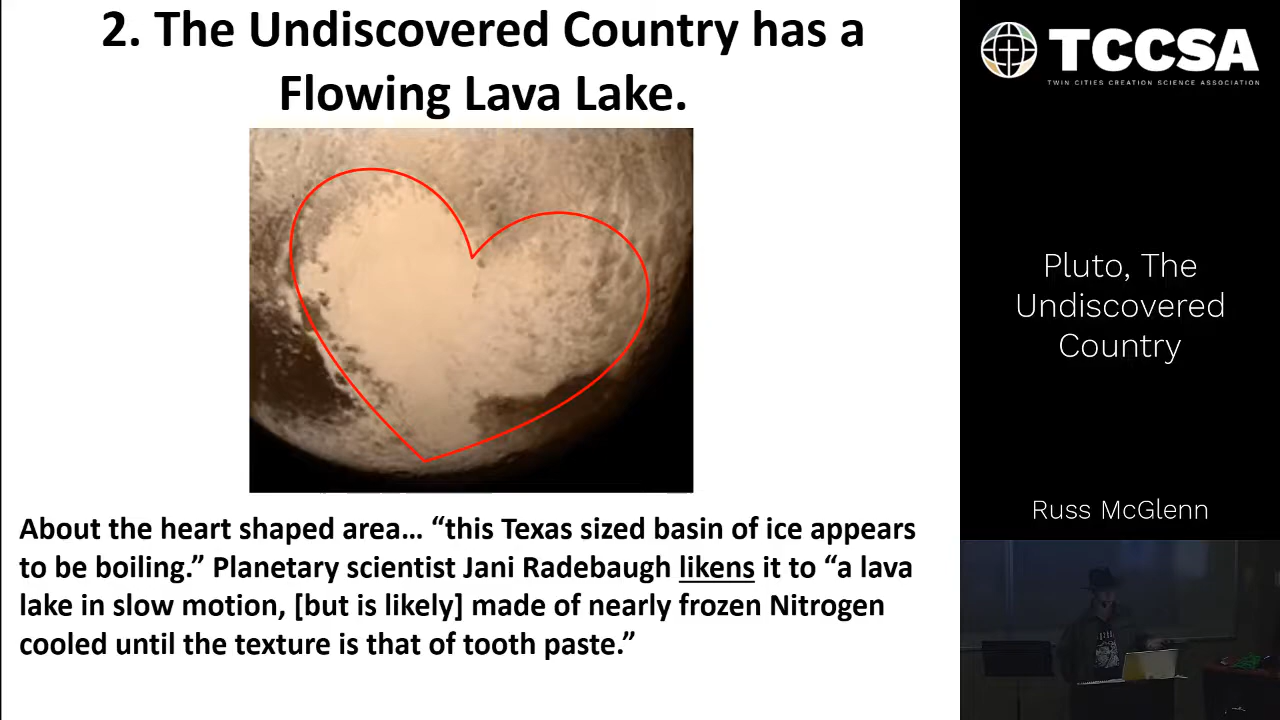 2. The Undiscovered Country has a
Flowing Lava Lake.
About the heart shaped area… “this Texas sized basin of ice appears
to be boiling.” Planetary scientist Jani Radebaugh likens it to “a lava
lake in slow motion, [but is likely] made of nearly frozen Nitrogen
cooled until the texture is that of tooth paste.”
TCCSA
TWIN CITIES CREATION SCIENCE ASSOCIATION
Pluto, The
Undiscovered
Country
Russ McGlenn